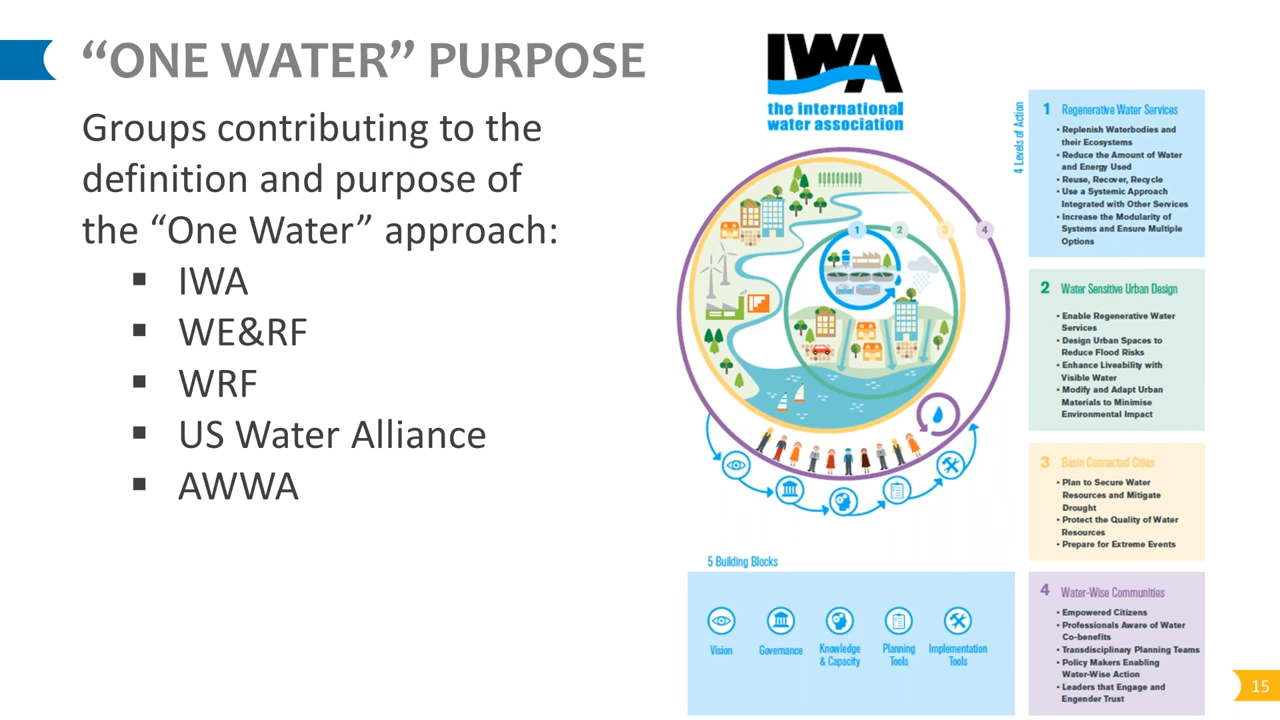 “ONE WATER” PURPOSE
Groups contributing to the
definition and purpose of
the “One Water” approach:
▪ IWA
▪ WE&RF
▪ WRF
▪ US Water Alliance
▪ AWWA
IWA
the international
water association
1 2 3 4
5 Building Blocks
Vision
Governance
Knowledge
& Capacity
Planning
Tools
Implementation
Tools
4 Levels of Action
1 Regenerative Water Services
• Replenish Waterbodies and
their Ecosystems
• Reduce the Amount of Water
and Energy Used
• Reuse, Recover, Recycle
• Use a Systemic Approach
Integrated with Other Services
• Increase the Modularity of
Systems and Ensure Multiple
Options
2 Water Sensitive Urban Design
• Enable Regenerative Water
Services
• Design Urban Spaces to
Reduce Flood Risks
• Enhance Liveability with
Visible Water
• Modify and Adapt Urban
Materials to Minimise
Environmental Impact
3 Basin Connected Cities
• Plan to Secure Water
Resources and Mitigate
Drought
• Protect the Quality of Water
Resources
• Prepare for Extreme Events
4 Water-Wise Communities
• Empowered Citizens
• Professionals Aware of Water
Co-benefits
• Transdisciplinary Planning Teams
• Policy Makers Enabling
Water-Wise Action
• Leaders that Engage and
Engender Trust
15